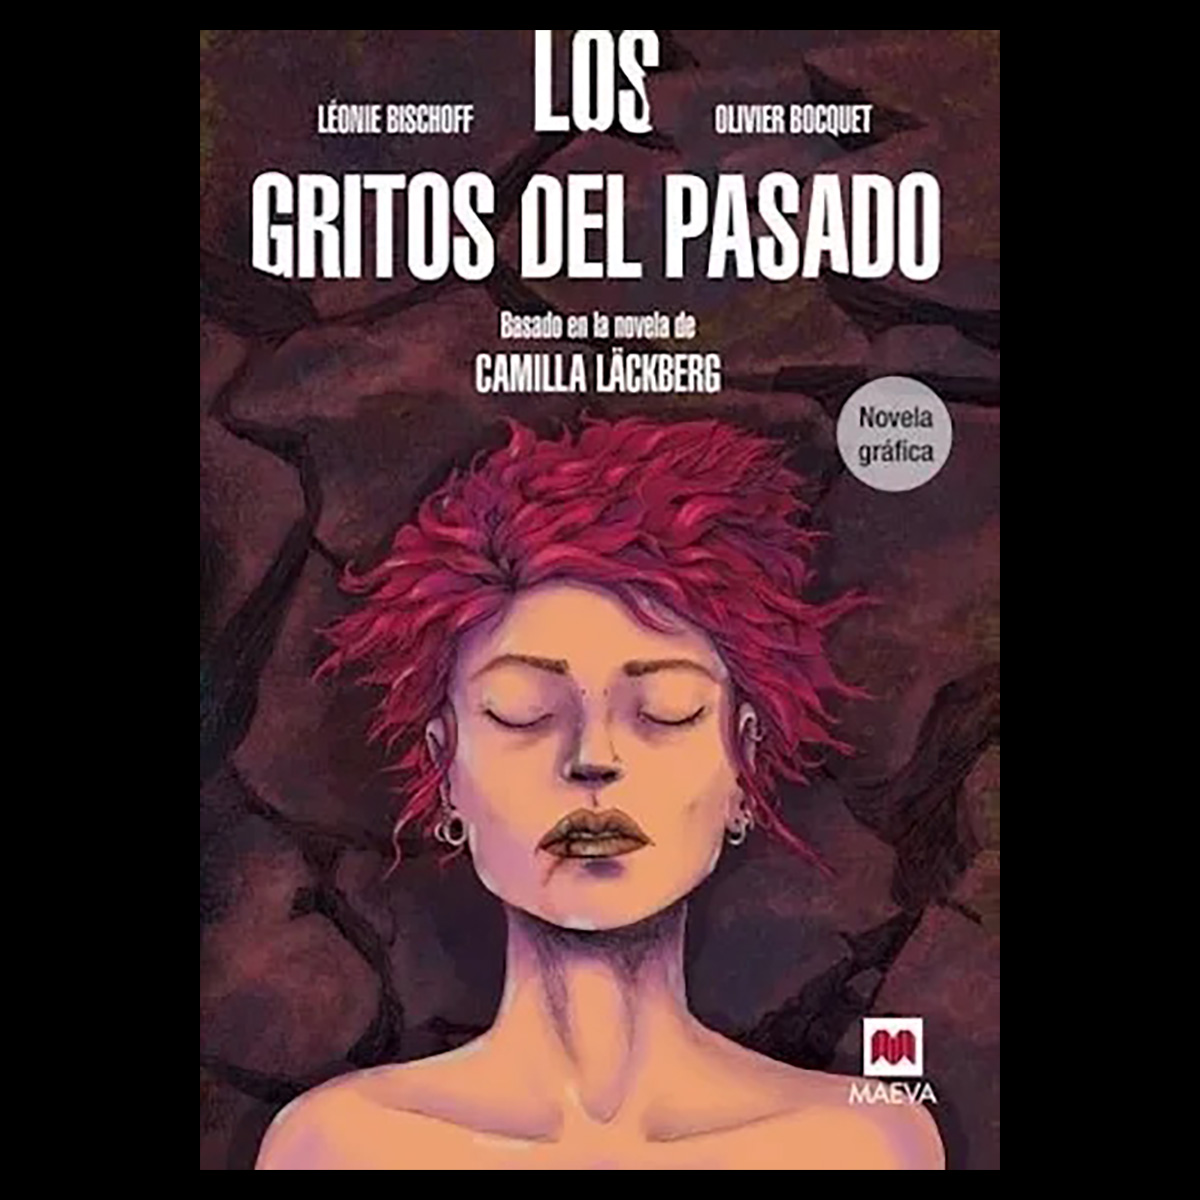 LOS
LÉONIE BISCHOFF
OLIVIER BOCQUET
GRITOS DEL PASADO
Basado en la novela de
CAMILLA LÄCKBERG
Novela
gráfica
MAEVA